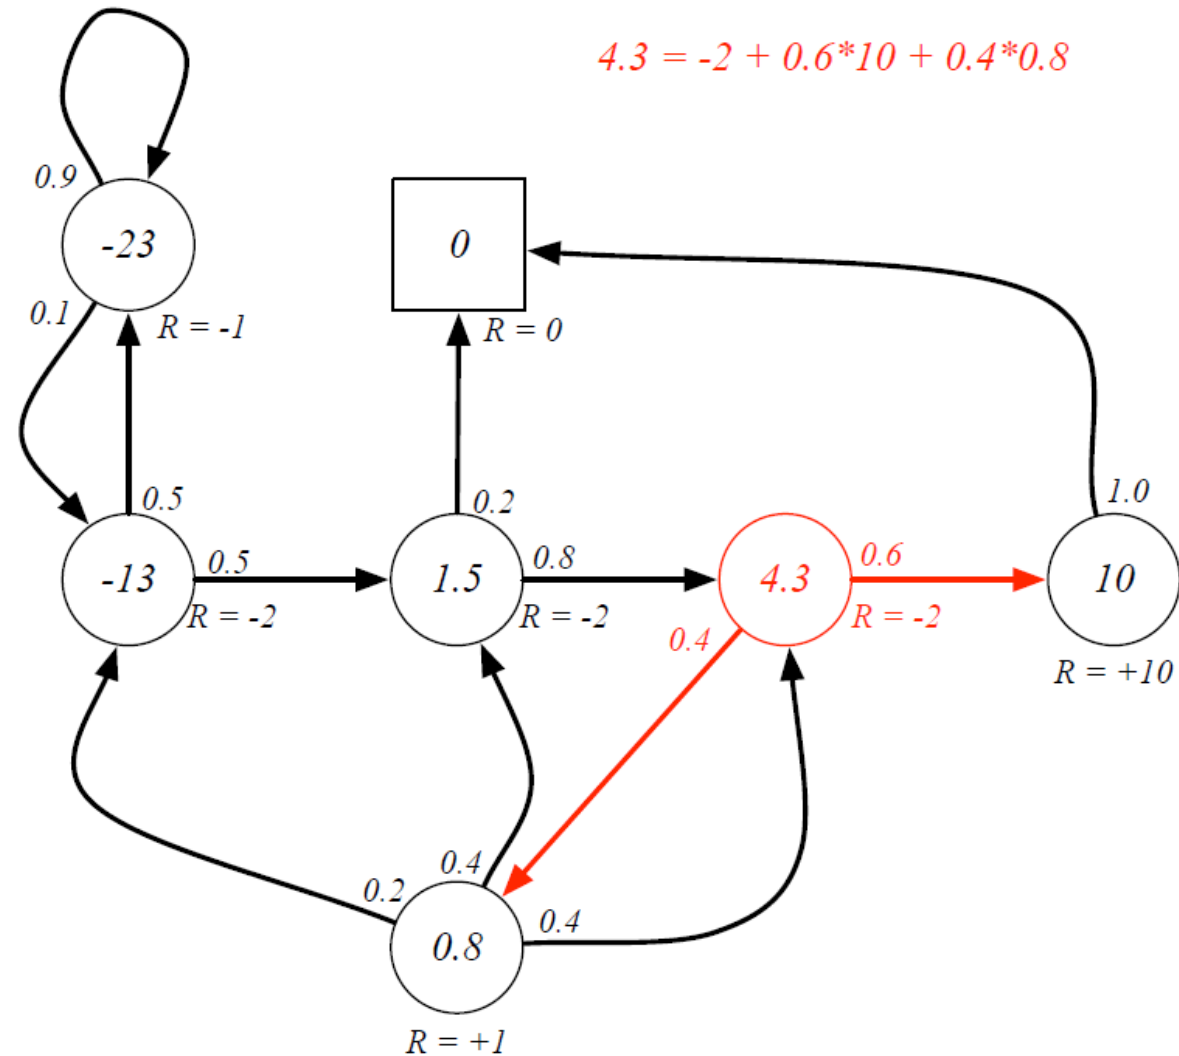 4.3 = -2 + 0.6*10 + 0.4*0.8
0.9
-23
0
0.1
R = -1
R = 0
0.5
0.2
1.0
-13
0.5
R = -2
1.5
0.8
R = -2
4.3
0.6
R = -2
10
0.4
R = +10
0.4
0.2
0.4
0.8
R = +1